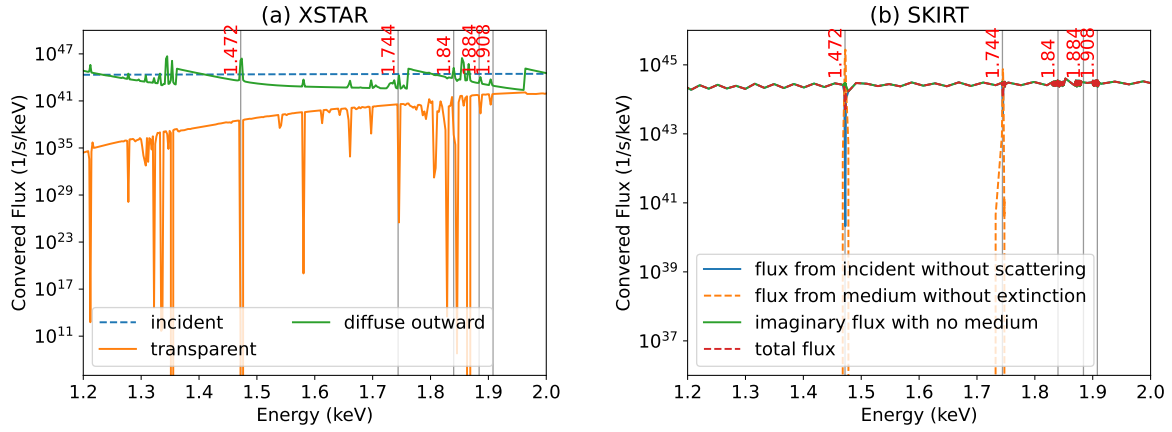 (a) XSTAR
Convered Flux (1/s/keV)
10^47
10^41
10^35
10^29
10^23
10^17
10^11
1.472
1.744
1.84
1.884
1.908
incident
transparent
diffuse outward
1.2 1.3 1.4 1.5 1.6 1.7 1.8 1.9 2.0
Energy (keV)
(b) SKIRT
Convered Flux (1/s/keV)
10^45
10^43
10^41
10^39
10^37
1.472
1.744
1.84
1.884
1.908
flux from incident without scattering
flux from medium without extinction
imaginary flux with no medium
total flux
1.2 1.3 1.4 1.5 1.6 1.7 1.8 1.9 2.0
Energy (keV)